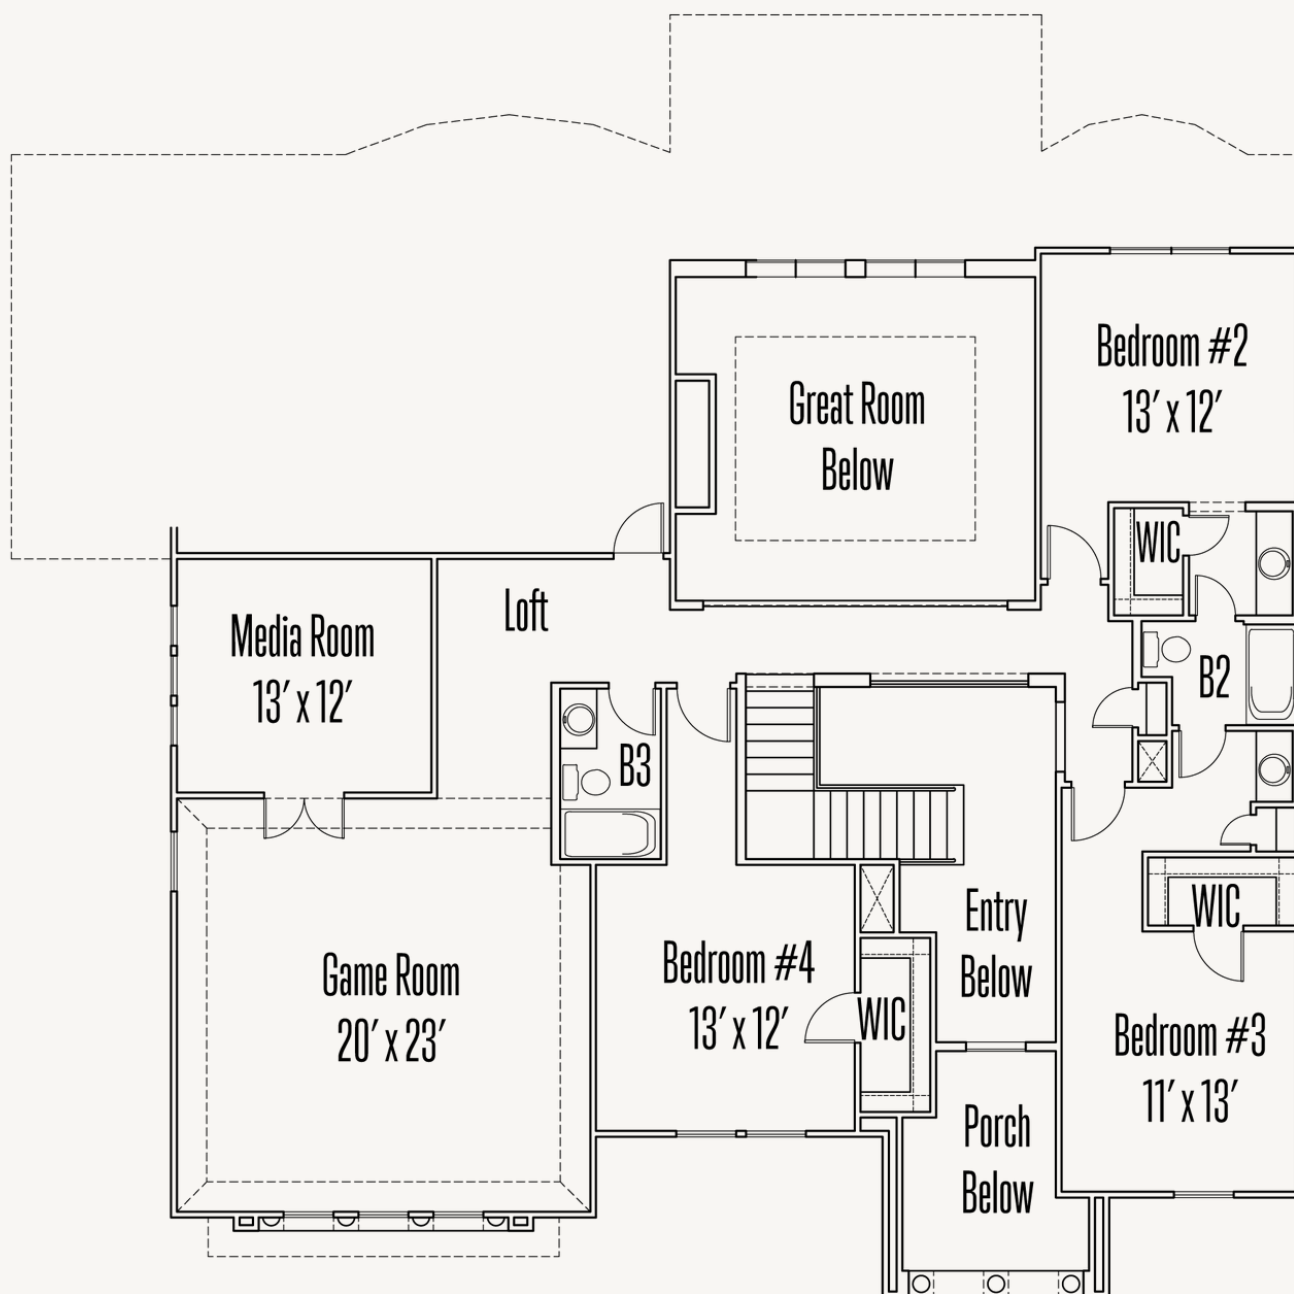 Bedroom #2
13′ x 12′
Great Room
Below
WIC
Loft
Media Room
13′ x 12′
B2
B3
WIC
Entry
Below
Bedroom #4
13′ x 12′
WIC
Game Room
20′ x 23′
Bedroom #3
11′ x 13′
Porch
Below